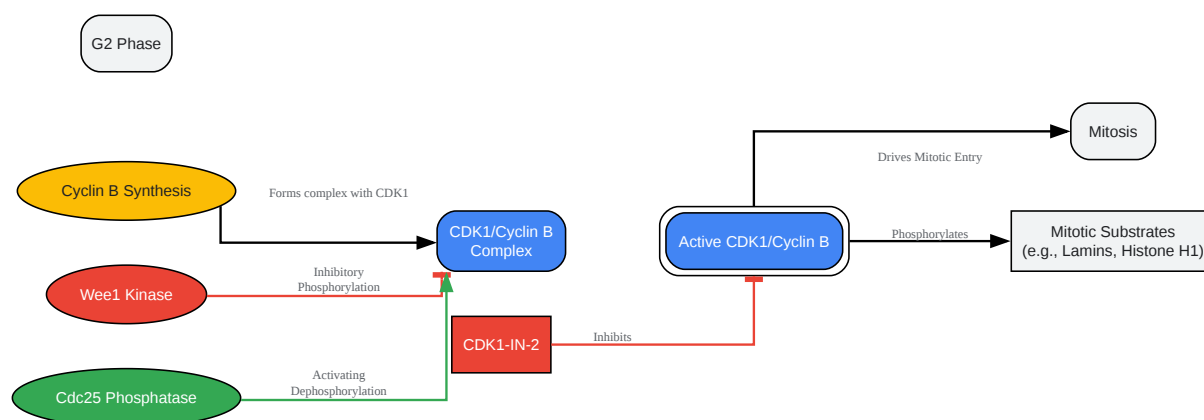 G2 Phase
Mitosis
Drives Mitotic Entry
Cyclin B Synthesis
Forms complex with CDK1
CDK1/Cyclin B
Complex
Active CDK1/Cyclin B
Phosphorylates
Mitotic Substrates
(e.g., Lamins, Histone H1)
Wee1 Kinase
Inhibitory
Phosphorylation
CDK1-IN-2
Inhibits
Cdc25 Phosphatase
Activating
Dephosphorylation